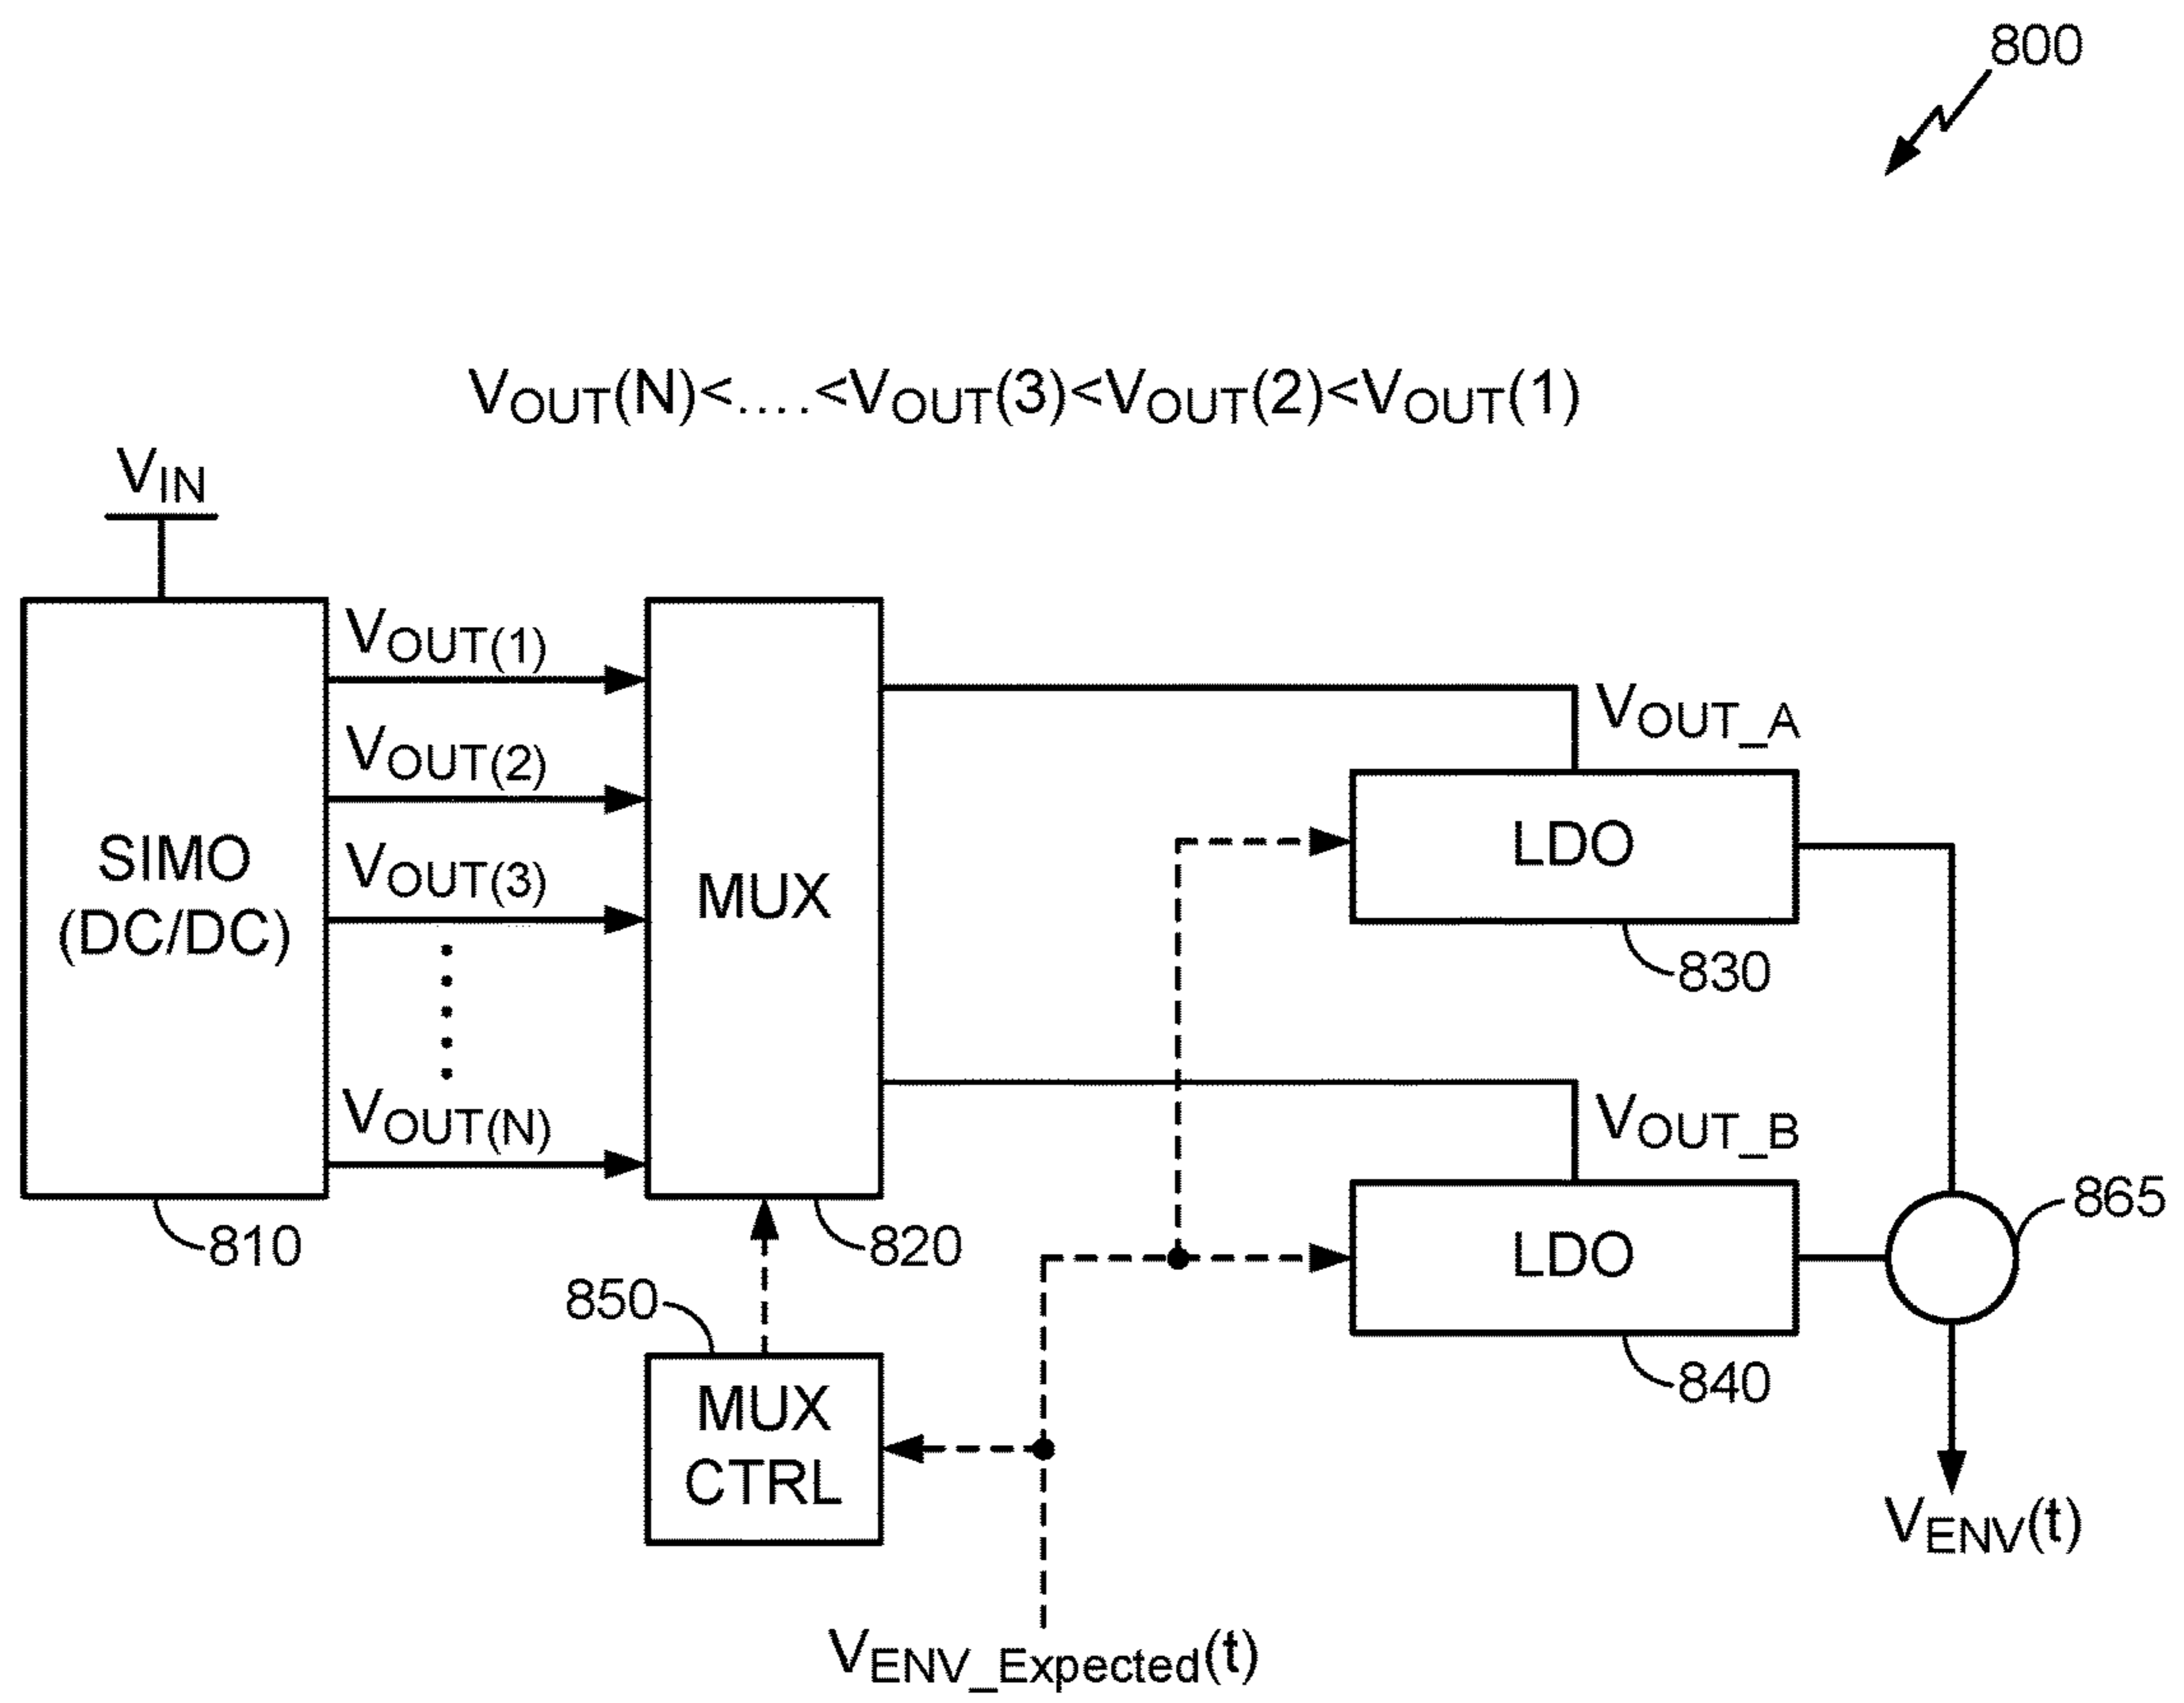 800
VOUT(N)<....<VOUT(3)<VOUT(2)<VOUT(1)
VIN
VOUT(1)
VOUT(2)
VOUT(3)
VOUT(N)
SIMO
(DC/DC)
810
MUX
820
VOUT_A
LDO
830
VOUT_B
LDO
840
865
850
MUX
CTRL
VENV(t)
VENV_Expected(t)